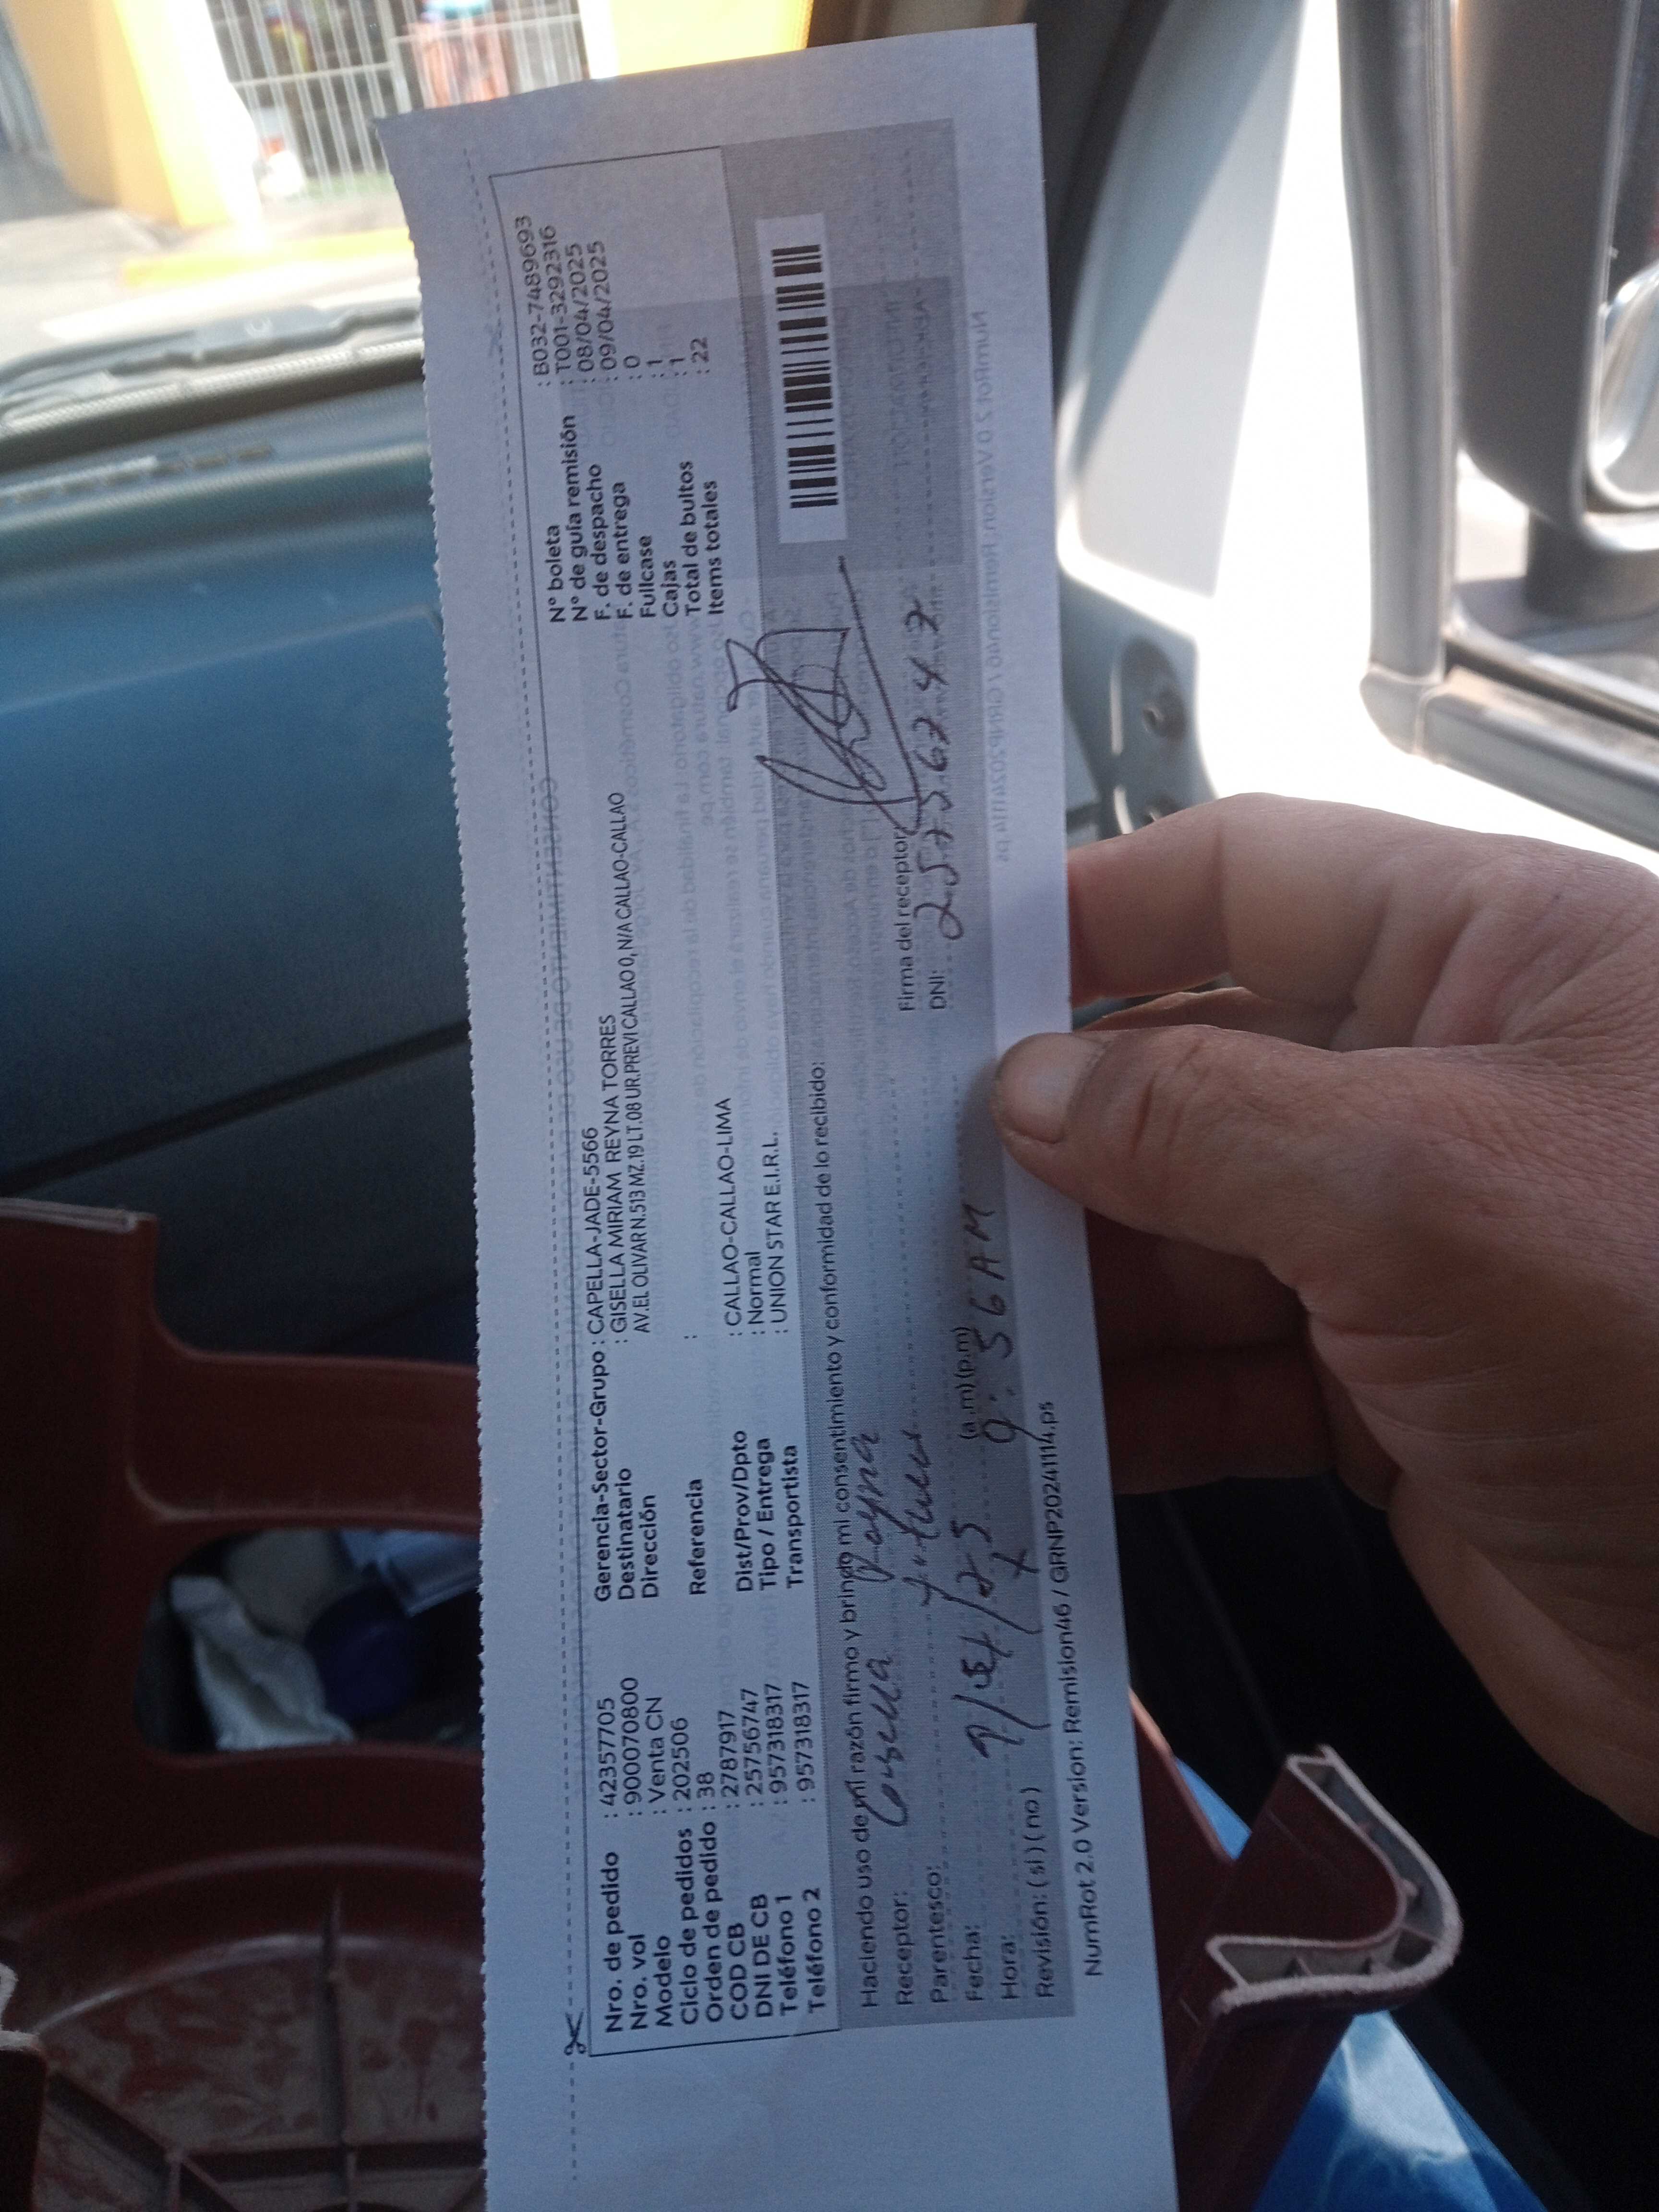 Nro. de pedido : 42357705
Nro. vol : 900070800
Modelo : Venta CN
Ciclo de pedidos : 202506
Orden de pedido : 38
COD CB : 2787917
DNI DE CB : 25756747
Teléfono 1 : 957318317
Teléfono 2 : 957318317
Gerencia-Sector-Grupo : CAPELLA-JADE-5566
Destinatario : GISELLA MIRIAM REYNA TORRES
Dirección AV.EL OLIVAR N.513 MZ.19 LT.08 UR.PREVI CALLAO 0, N/A CALLAO-CALLAO
Referencia :
Dist/Prov/Dpto : CALLAO-CALLAO-LIMA
Tipo / Entrega : Normal
Transportista : UNION STAR E.I.R.L.
N° boleta : B032-7489693
N° de guía remisión : T001-3292316
F. de despacho : 08/04/2025
F. de entrega : 09/04/2025
Fullcase : 0
Cajas : 1
Total de bultos : 1
Items totales : 22
Haciendo uso de mi razón firmo y brindo mi consentimiento y conformidad de lo recibido:
Receptor: Gisella Reyna
Parentesco: Titular
Fecha: 9/04/25
Hora: (a.m) (p.m) 9:56 AM
Revisión: ( si ) ( no )
Firma del receptor
DNI: 25756747
NumRot 2.0 Version: Remision46 / GRNP20241114.ps